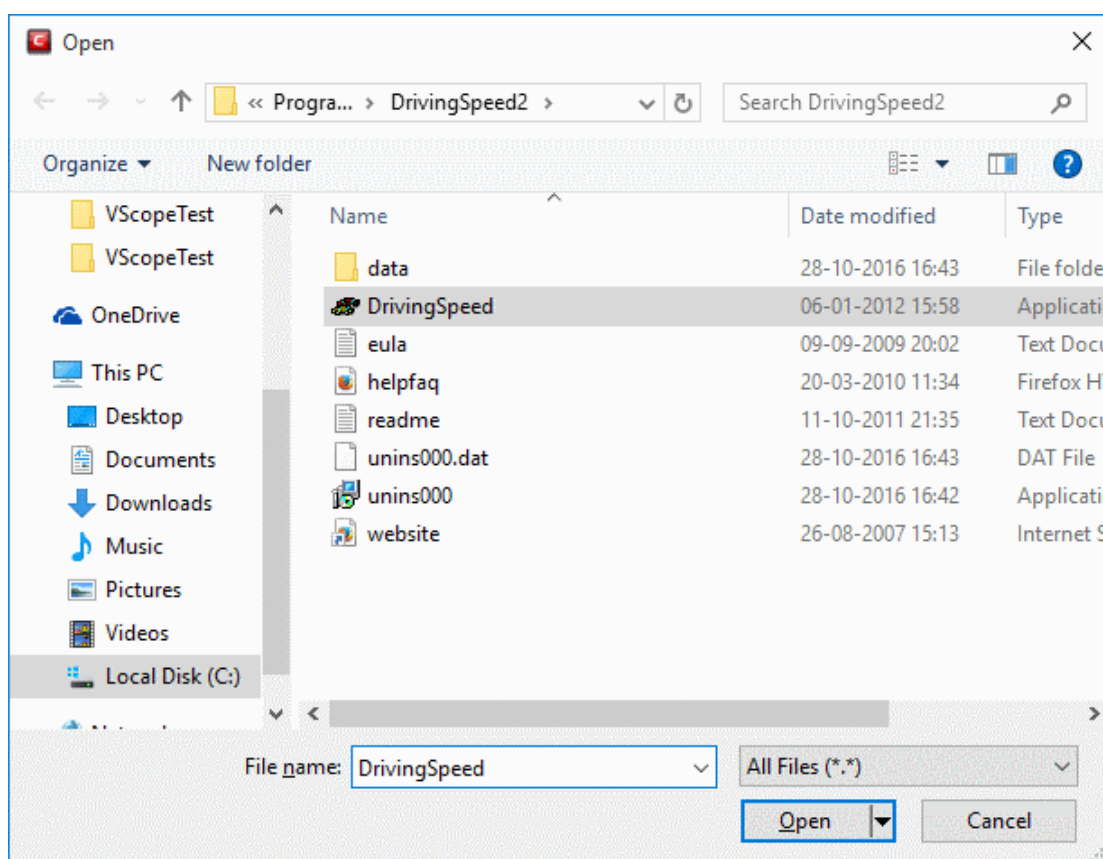 Open
« Progra... › DrivingSpeed2 ›
Search DrivingSpeed2
Organize
New folder
VScopeTest
VScopeTest
OneDrive
This PC
Desktop
Documents
Downloads
Music
Pictures
Videos
Local Disk (C:)
Name Date modified Type
data 28-10-2016 16:43 File folde
DrivingSpeed 06-01-2012 15:58 Applicati
eula 09-09-2009 20:02 Text Docu
helpfaq 20-03-2010 11:34 Firefox H
readme 11-10-2011 21:35 Text Docu
unins000.dat 28-10-2016 16:43 DAT File
unins000 28-10-2016 16:42 Applicati
website 26-08-2007 15:13 Internet S
File name: DrivingSpeed
All Files (*.*)
Open
Cancel